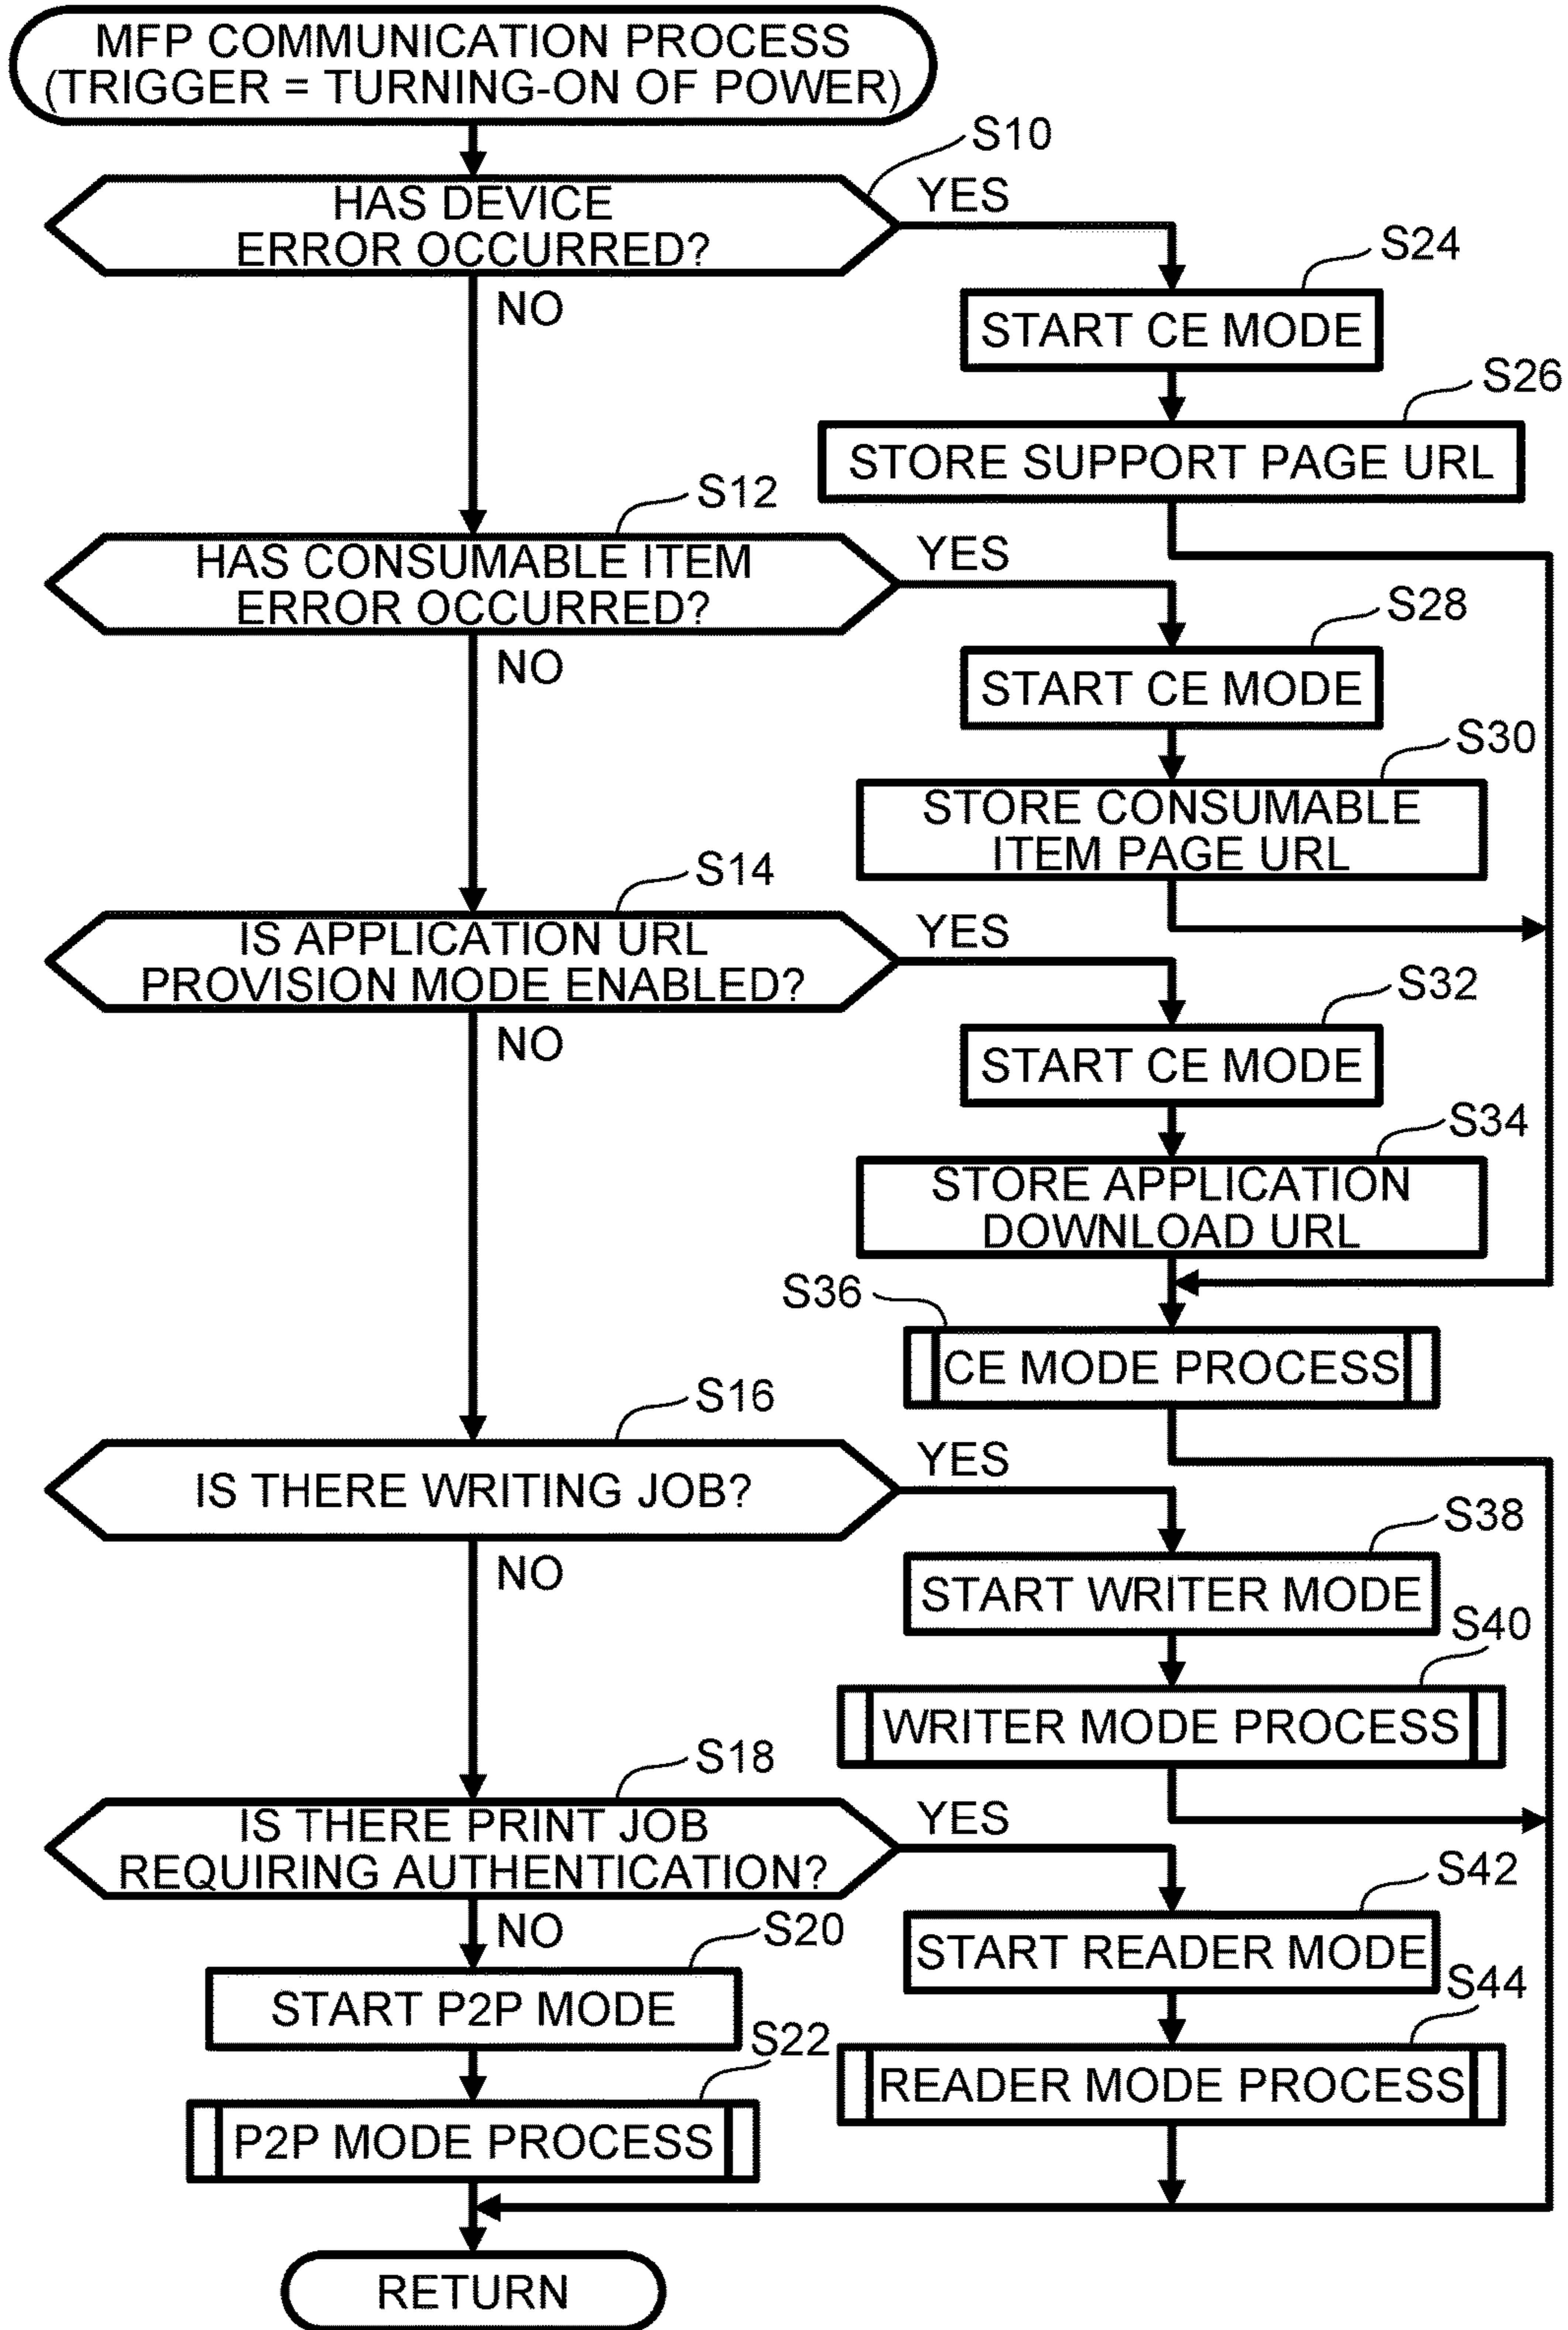 MFP COMMUNICATION PROCESS
(TRIGGER = TURNING-ON OF POWER)
S10
HAS DEVICE
ERROR OCCURRED?
YES
NO
S24
START CE MODE
S26
STORE SUPPORT PAGE URL
S12
HAS CONSUMABLE ITEM
ERROR OCCURRED?
YES
NO
S28
START CE MODE
S30
STORE CONSUMABLE
ITEM PAGE URL
S14
IS APPLICATION URL
PROVISION MODE ENABLED?
YES
NO
S32
START CE MODE
S34
STORE APPLICATION
DOWNLOAD URL
S36
CE MODE PROCESS
S16
IS THERE WRITING JOB?
YES
NO
S38
START WRITER MODE
S40
WRITER MODE PROCESS
S18
IS THERE PRINT JOB
REQUIRING AUTHENTICATION?
YES
NO
S42
START READER MODE
S44
READER MODE PROCESS
S20
START P2P MODE
S22
P2P MODE PROCESS
RETURN